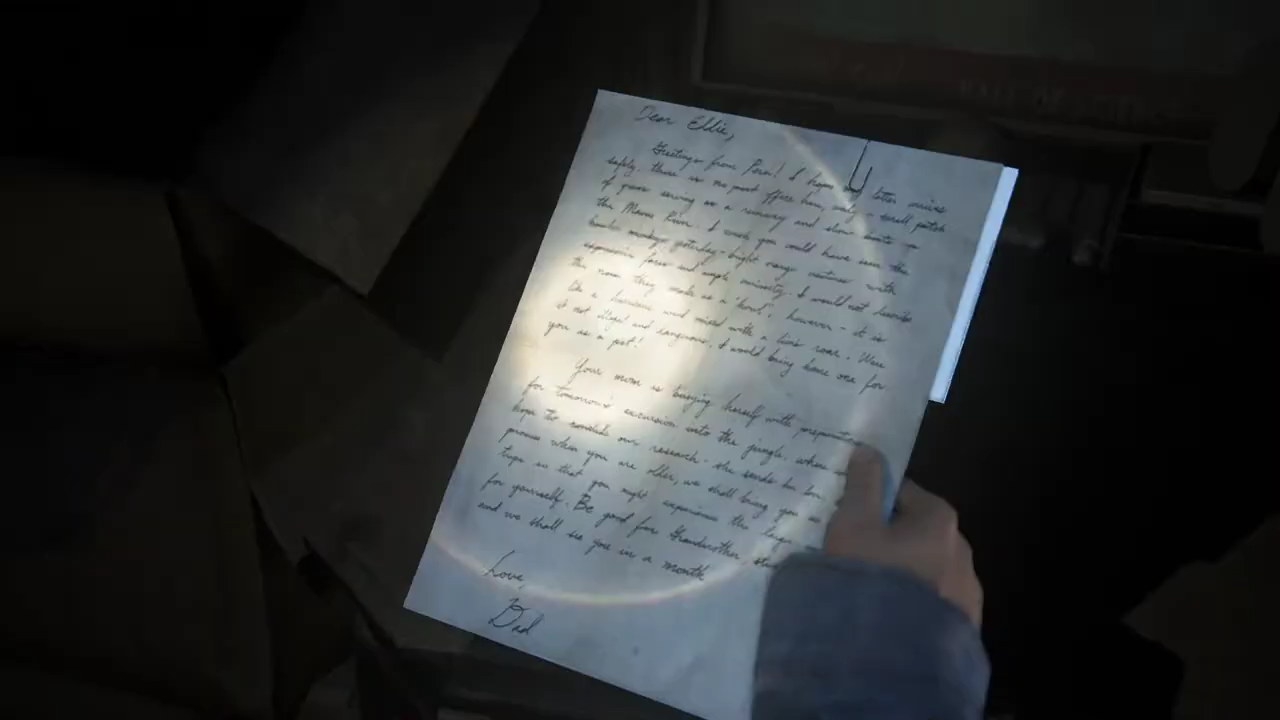 Dear Ellie,
Greetings from Peru! I hope letter arrives
safely, there is no post office here, only a small patch
of grass serving as a runway and slow boats on
the Manu River. I wish you could have seen the
howler monkeys yesterday - bright orange creatures with
expressive faces and ample curiosity. I would not describe
the noise they make as a 'howl', however - it is
like a hurricane wind mixed with a lion's roar. Were
it not illegal and dangerous, I would bring home one for
you as a pet!
Your mom is busying herself with preparations
for tomorrow's excursion into the jungle, where we
hope to conclude our research. She sends her love
promise when you are older, we shall bring you on
trips so that you might experience the
for yourself. Be good for Grandmother
and we shall see you in a month
Love,
Dad